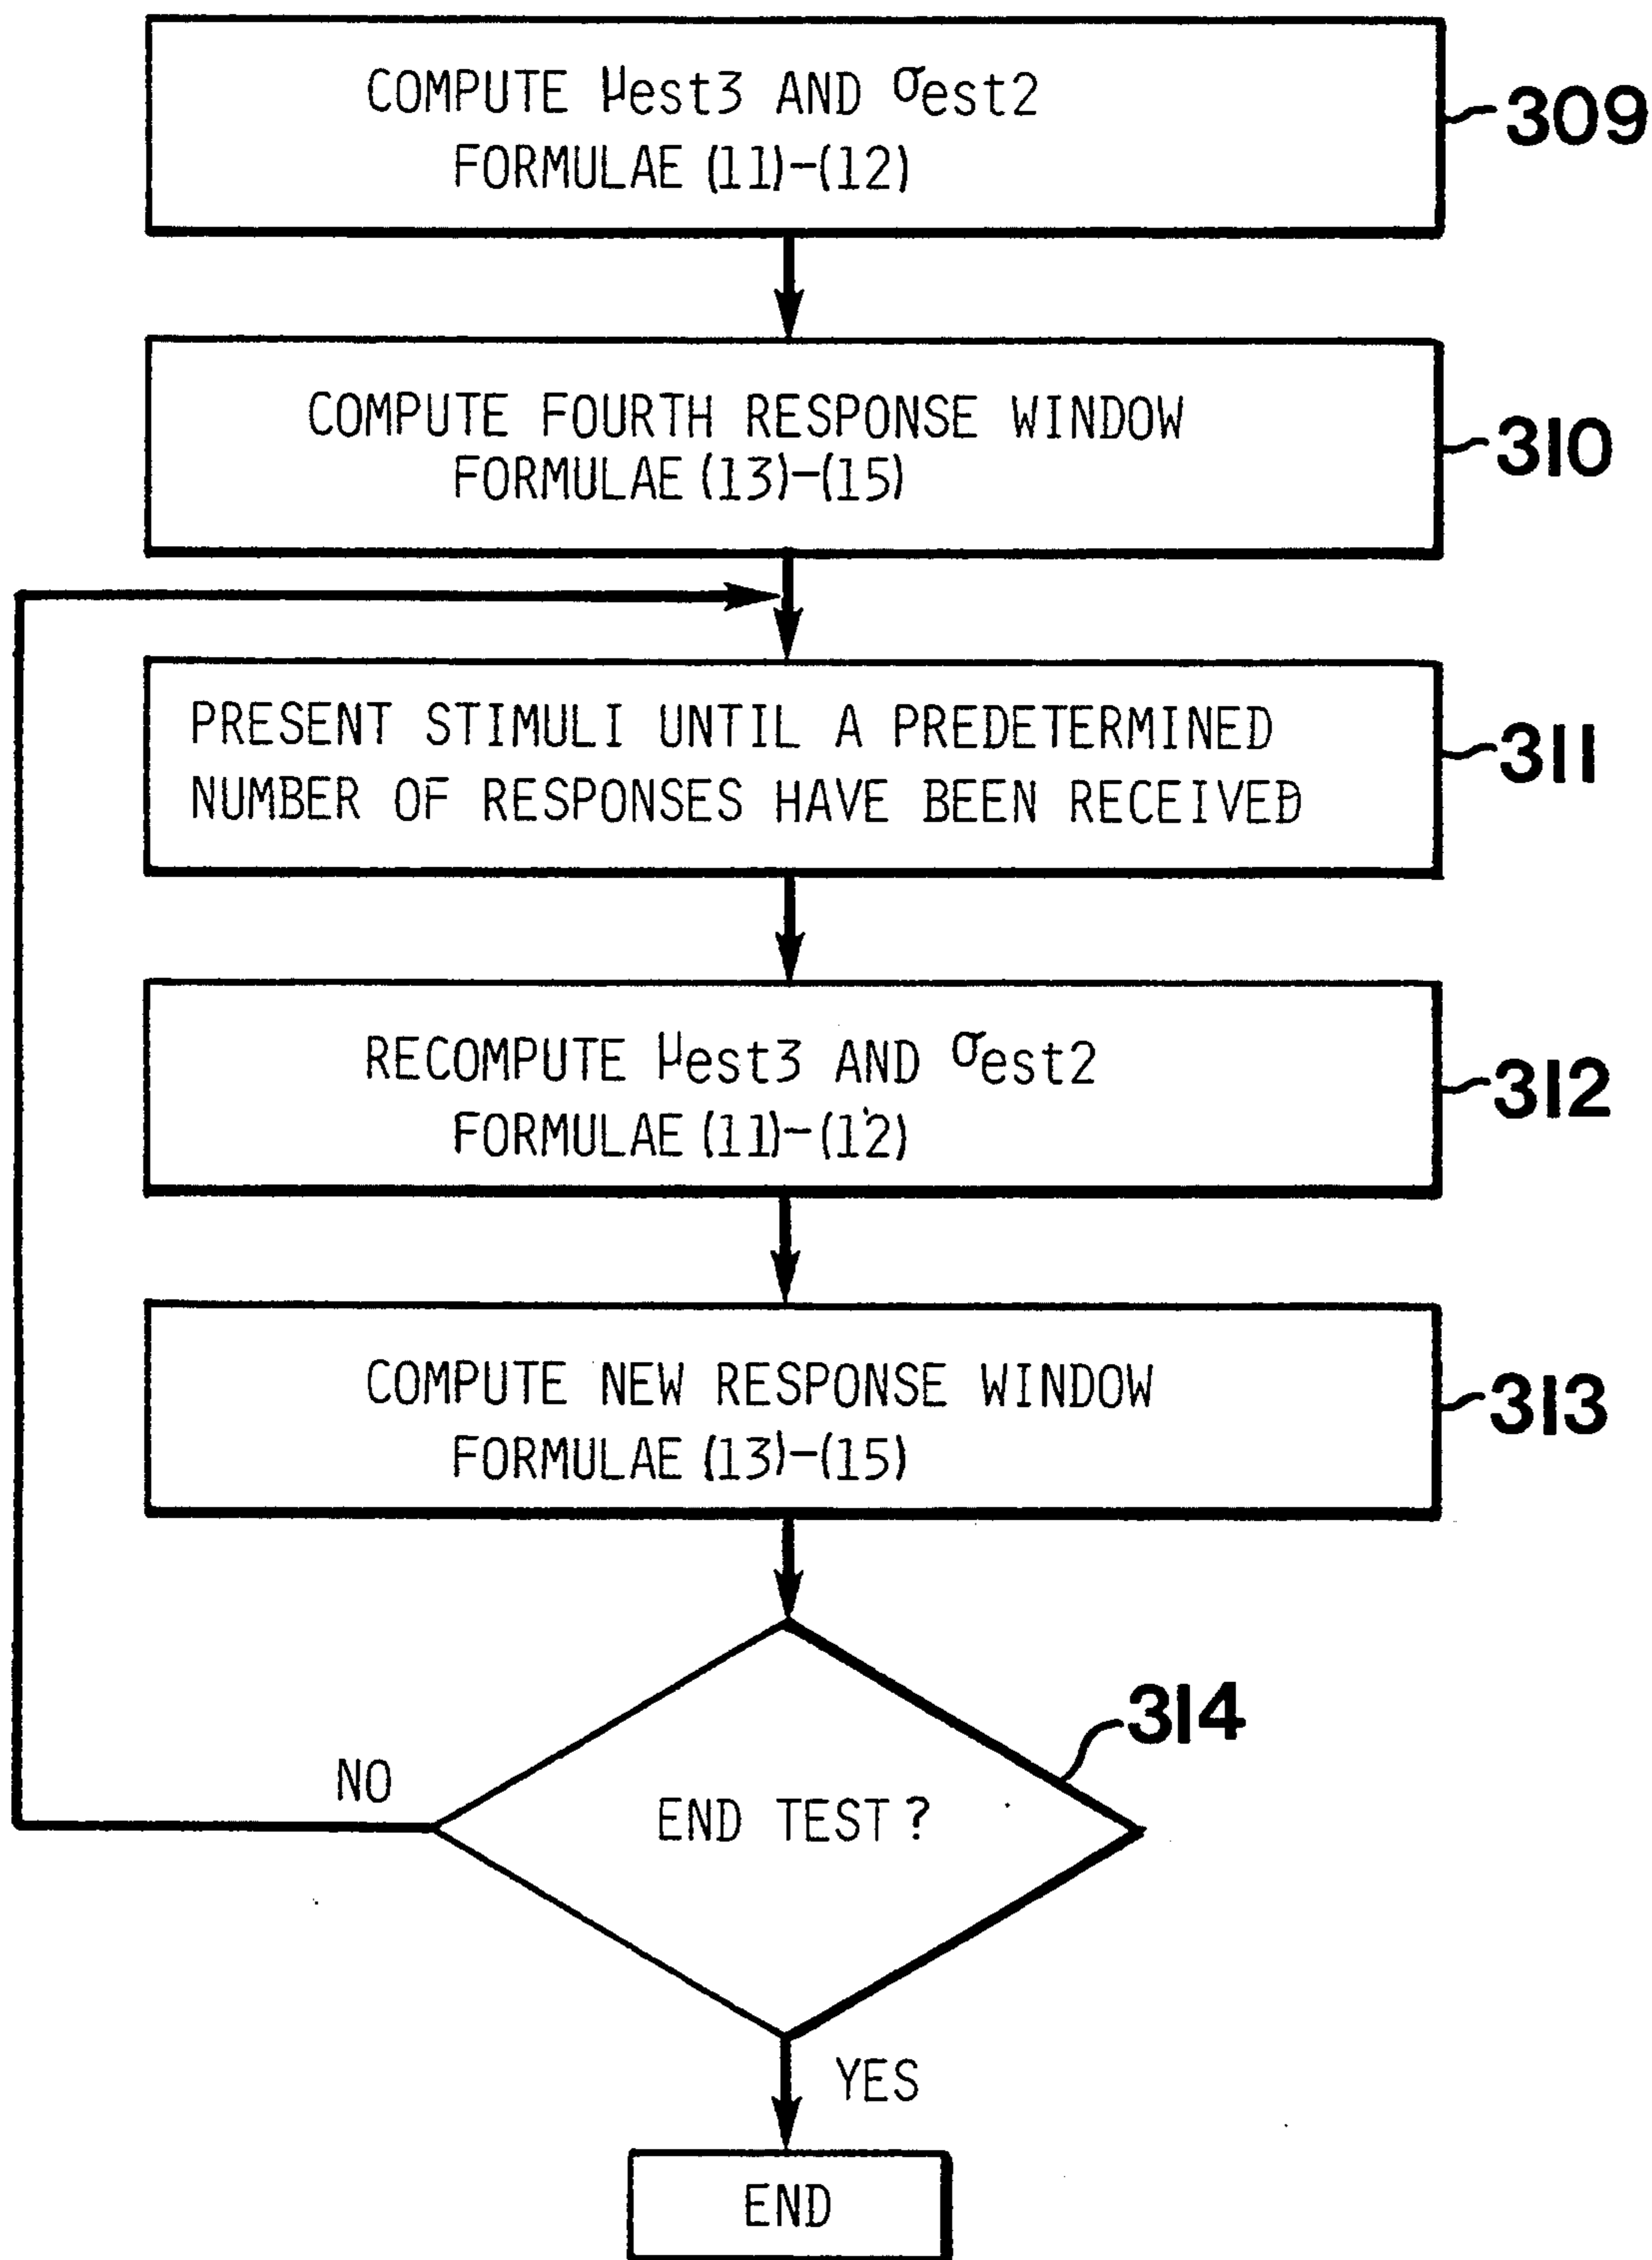 COMPUTE μest3 AND σest2
FORMULAE (11)-(12)
309
COMPUTE FOURTH RESPONSE WINDOW
FORMULAE (13)-(15)
310
PRESENT STIMULI UNTIL A PREDETERMINED
NUMBER OF RESPONSES HAVE BEEN RECEIVED
311
RECOMPUTE μest3 AND σest2
FORMULAE (11)-(12)
312
COMPUTE NEW RESPONSE WINDOW
FORMULAE (13)-(15)
313
314
NO
END TEST?
YES
END